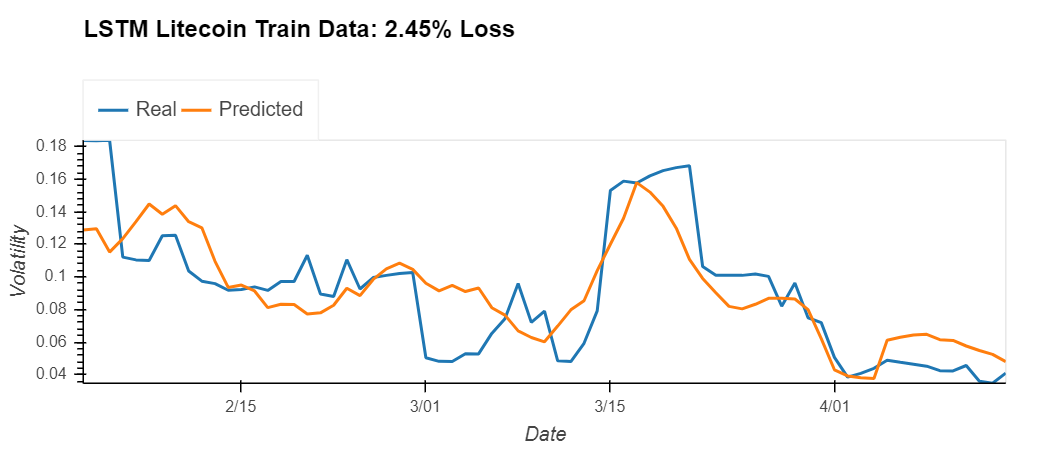 LSTM Litecoin Train Data: 2.45% Loss
Real Predicted
0.18
0.16
0.14
0.12
0.1
0.08
0.06
0.04
Volatility
2/15 3/01 3/15 4/01
Date